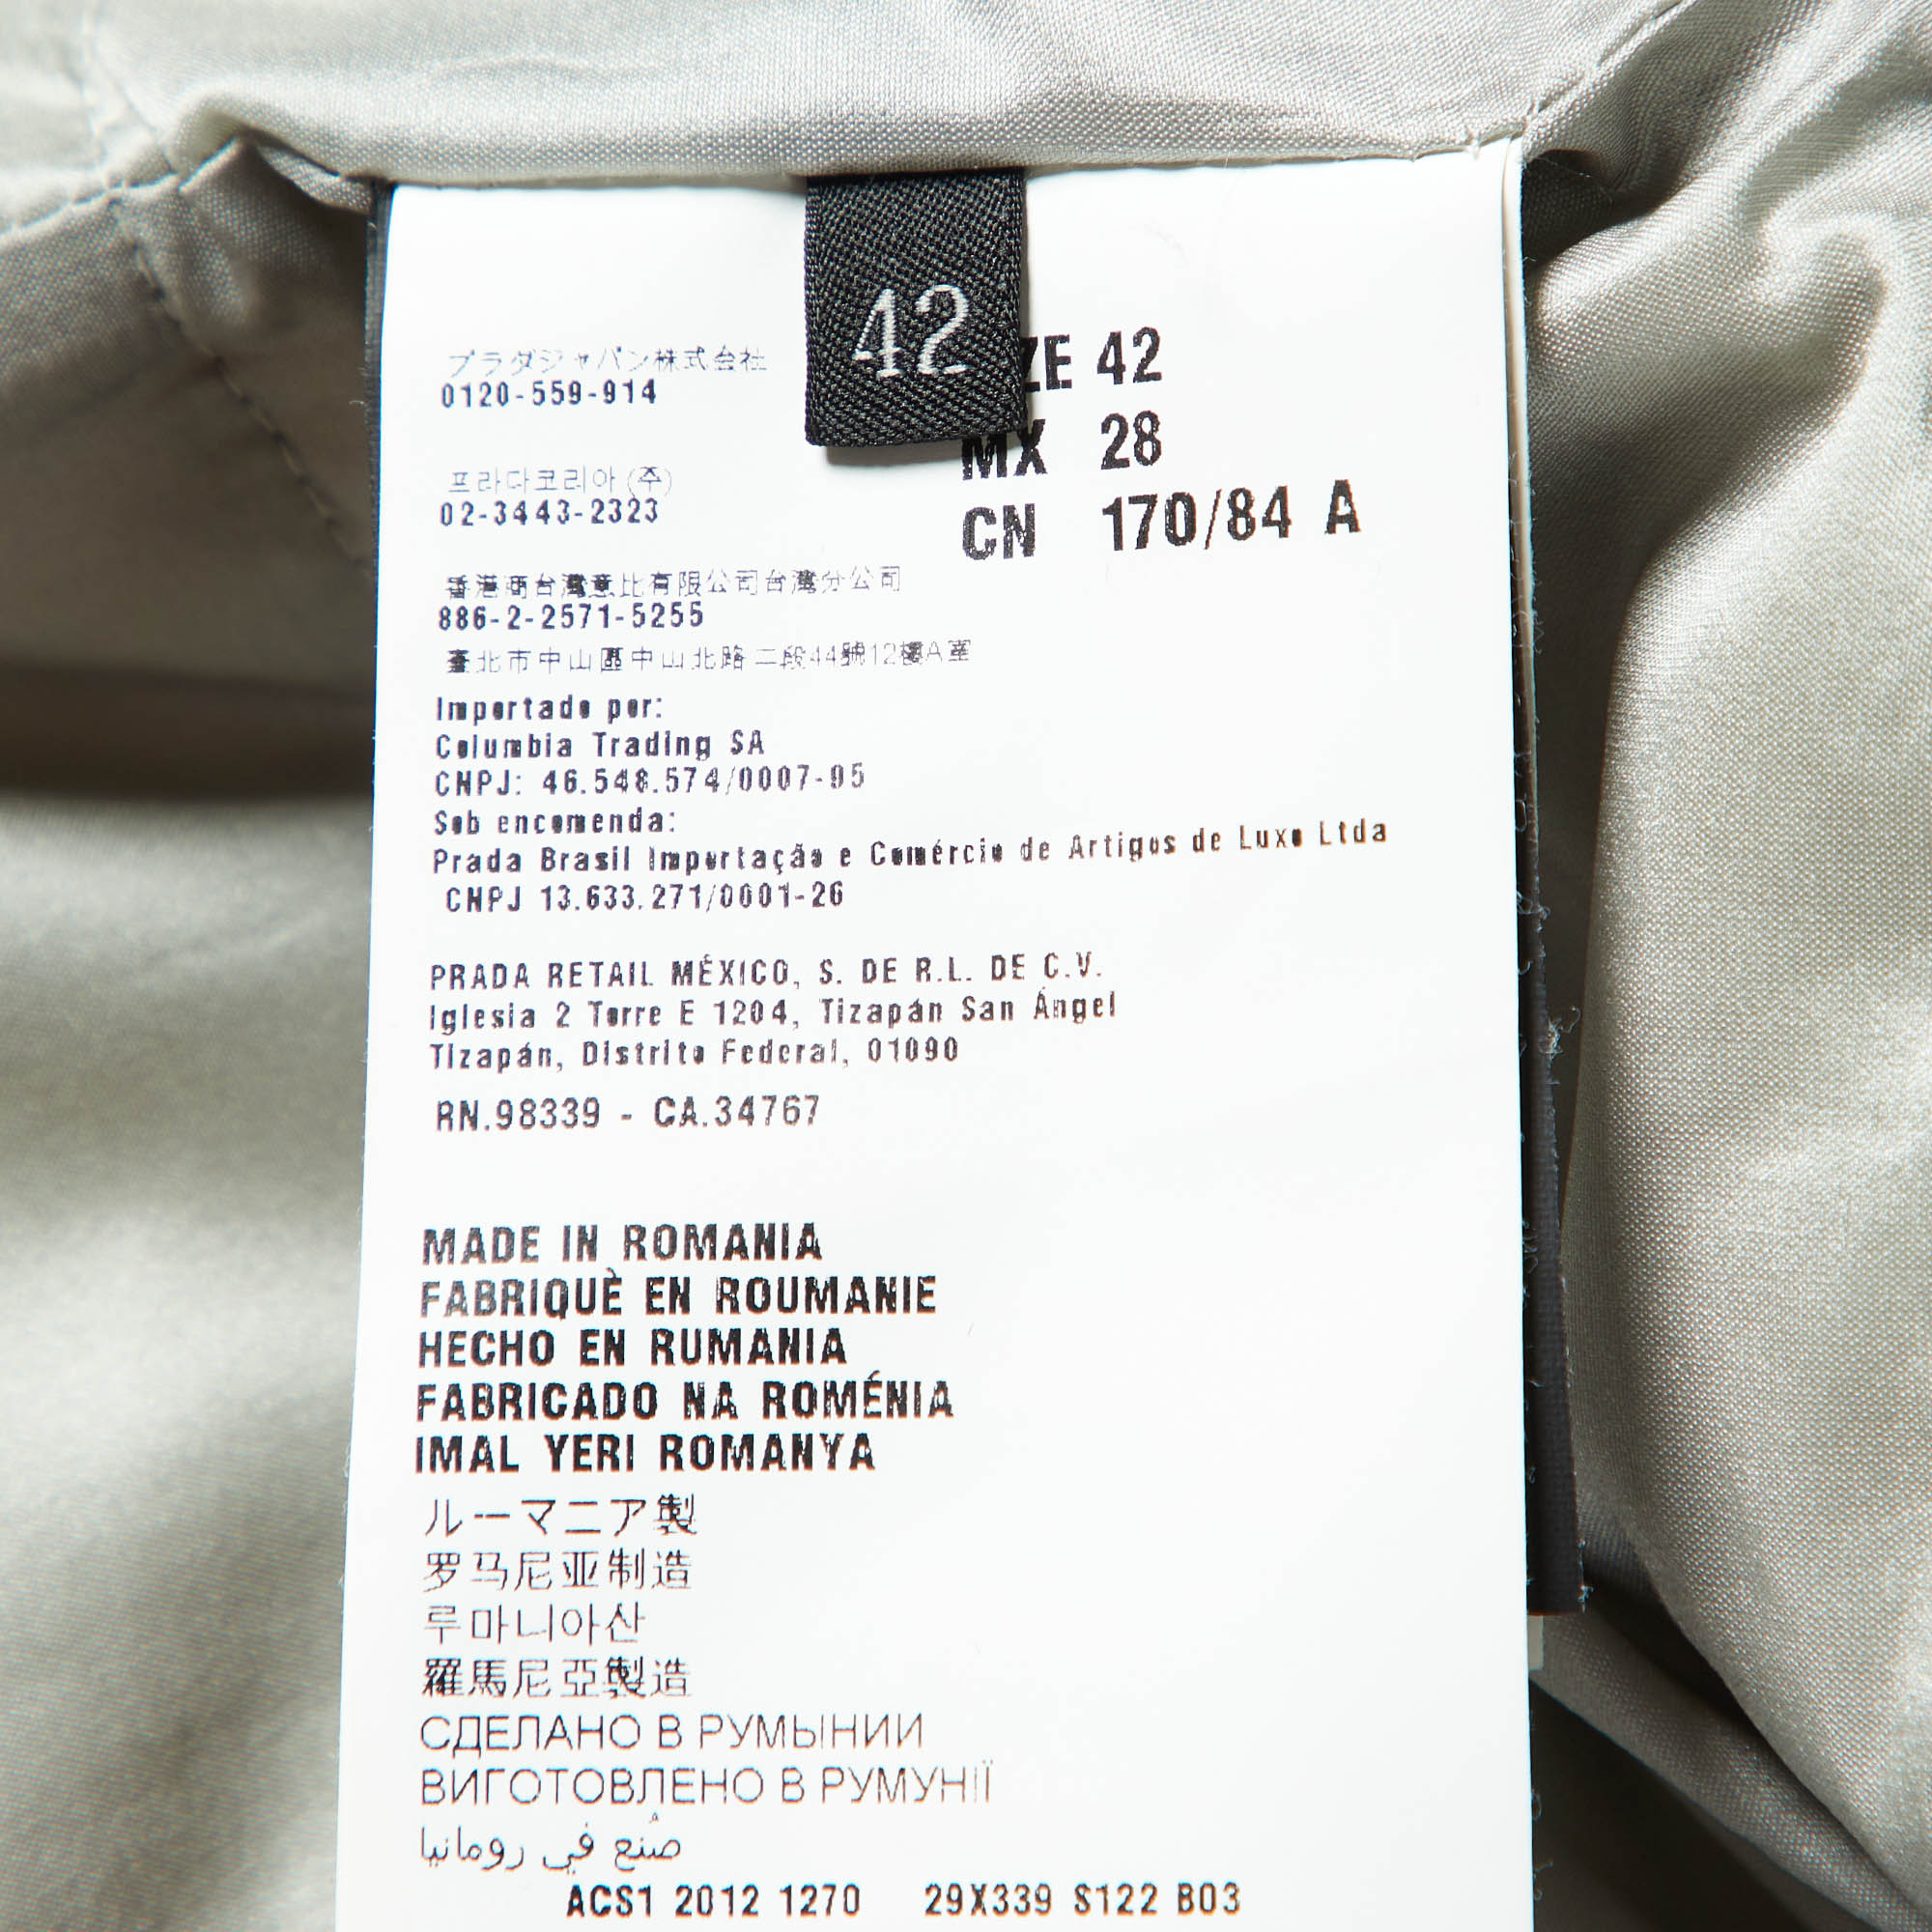 42
プラダジャパン株式会社
0120-559-914
ZE 42
MX 28
CN 170/84 A
프라다코리아 (주)
02-3443-2323
香港商台灣意比有限公司台灣分公司
886-2-2571-5255
臺北市中山區中山北路二段44號12樓A室
Importado por:
Columbia Trading SA
CNPJ: 46.548.574/0007-95
Sob encomenda:
Prada Brasil Importação e Comércio de Artigos de Luxo Ltda
CNPJ 13.633.271/0001-26
PRADA RETAIL MÉXICO, S. DE R.L. DE C.V.
Iglesia 2 Torre E 1204, Tizapán San Ángel
Tizapán, Distrito Federal, 01090
RN.98339 - CA.34767
MADE IN ROMANIA
FABRIQUÈ EN ROUMANIE
HECHO EN RUMANIA
FABRICADO NA ROMÉNIA
IMAL YERI ROMANYA
ルーマニア製
罗马尼亚制造
루마니아산
羅馬尼亞製造
СДЕЛАНО В РУМЫНИИ
ВИГОТОВЛЕНО В РУМУНІЇ
صُنع في رومانيا
ACS1 2012 1270 29X339 S122 B03